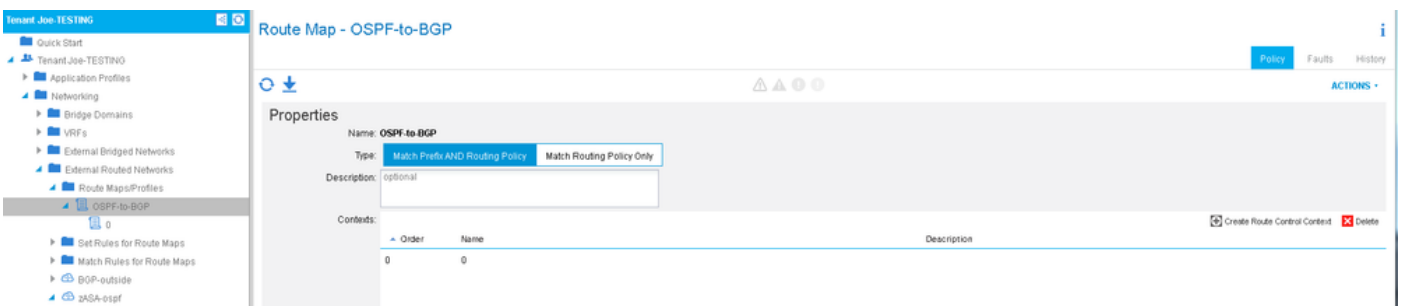 Tenant Joe-TESTING
Quick Start
Tenant Joe-TESTING
Application Profiles
Networking
Bridge Domains
VRFs
External Bridged Networks
External Routed Networks
Route Maps/Profiles
OSPF-to-BGP
0
Set Rules for Route Maps
Match Rules for Route Maps
BGP-outside
zASA-ospf
Route Map - OSPF-to-BGP
i
Policy Faults History
ACTIONS
Properties
Name: OSPF-to-BGP
Type: Match Prefix AND Routing Policy Match Routing Policy Only
Description: optional
Contexts:
Create Route Control Context Delete
Order Name Description
0 0